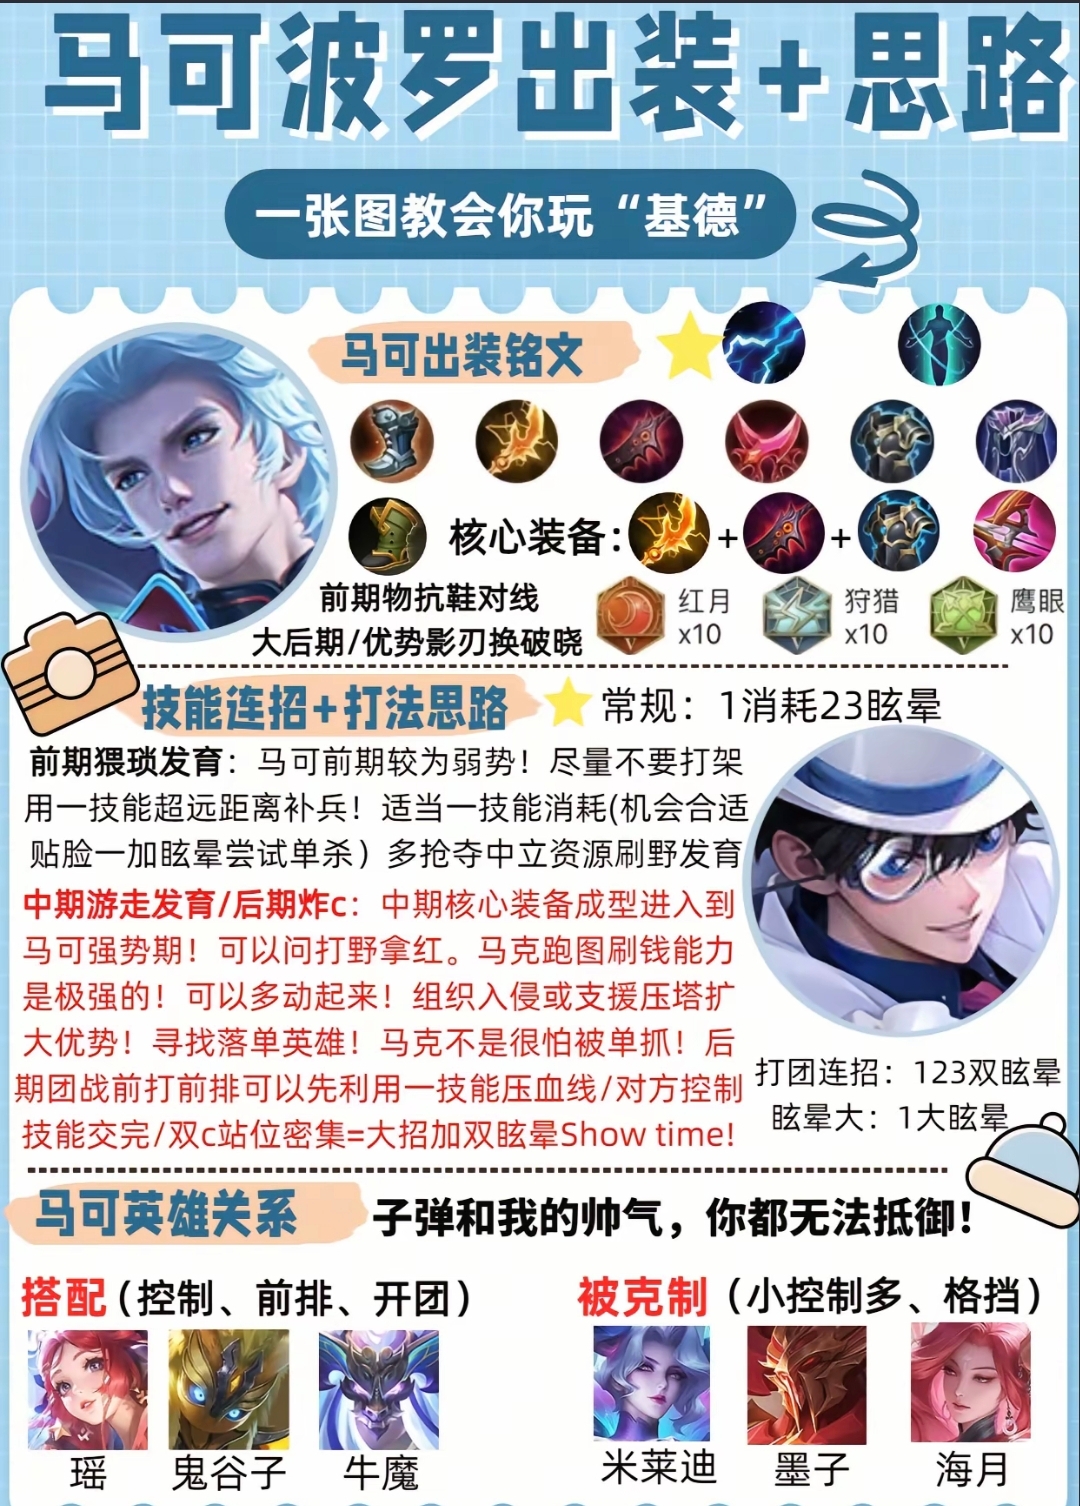 马可波罗出装+思路
一张图教会你玩“基德”
马可出装铭文
核心装备：
+
+
前期物抗鞋对线
大后期/优势影刃换破晓
红月
x10
狩猎
x10
鹰眼
x10
技能连招+打法思路
常规：1消耗23眩晕
前期猥琐发育：马可前期较为弱势！尽量不要打架
用一技能超远距离补兵！适当一技能消耗(机会合适
贴脸一加眩晕尝试单杀）多抢夺中立资源刷野发育
中期游走发育/后期炸c：中期核心装备成型进入到
马可强势期！可以问打野拿红。马克跑图刷钱能力
是极强的！可以多动起来！组织入侵或支援压塔扩
大优势！寻找落单英雄！马克不是很怕被单抓！后
期团战前打前排可以先利用一技能压血线/对方控制
技能交完/双c站位密集=大招加双眩晕Show time!
打团连招：123双眩晕
眩晕大：1大眩晕
马可英雄关系
子弹和我的帅气，你都无法抵御！
搭配（控制、前排、开团）
瑶
鬼谷子
牛魔
被克制（小控制多、格挡）
米莱迪
墨子
海月